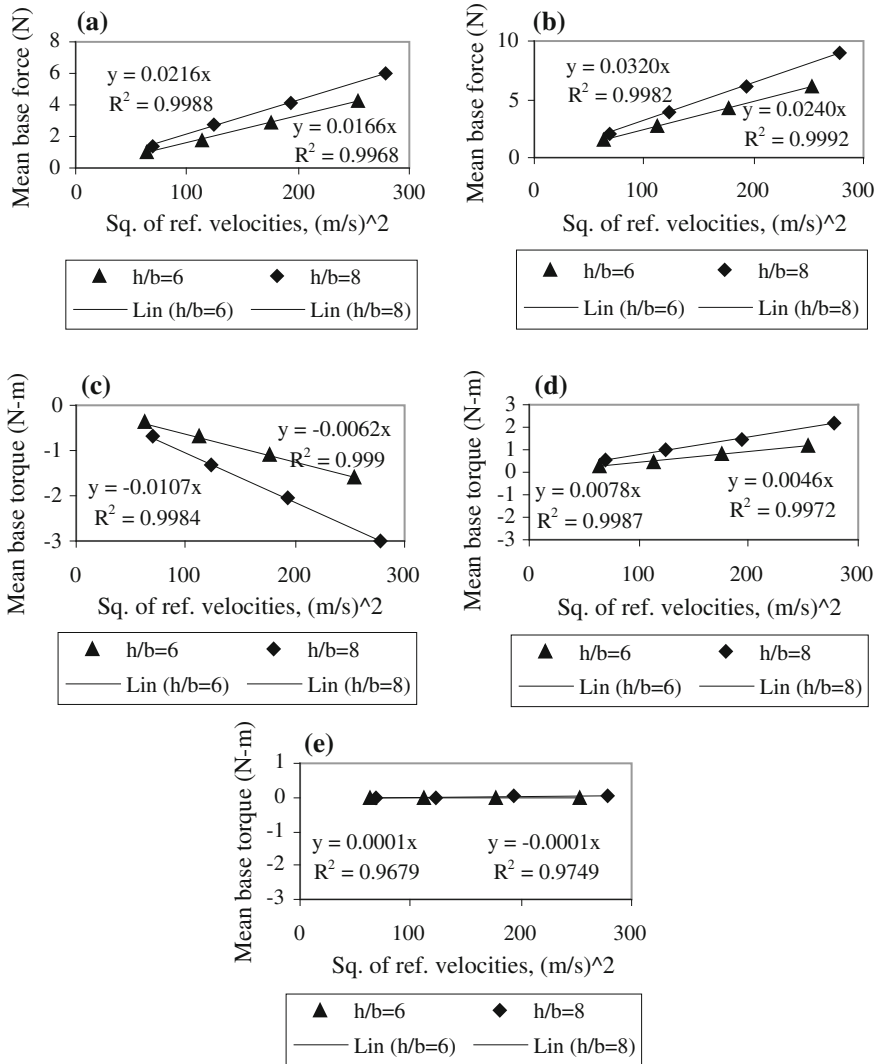 (a)
Mean base force (N)
8
6
4
2
0
y = 0.0216x
R² = 0.9988
y = 0.0166x
R² = 0.9968
0 100 200 300
Sq. of ref. velocities, (m/s)^2
h/b=6 h/b=8
Lin (h/b=6) Lin (h/b=8)
(b)
Mean base force (N)
10
5
0
y = 0.0320x
R² = 0.9982
y = 0.0240x
R² = 0.9992
0 100 200 300
Sq. of ref. velocities, (m/s)^2
h/b=6 h/b=8
Lin (h/b=6) Lin (h/b=8)
(c)
Mean base torque (N-m)
0
-1
-2
-3
y = -0.0062x
R² = 0.999
y = -0.0107x
R² = 0.9984
0 100 200 300
Sq. of ref. velocities, (m/s)^2
h/b=6 h/b=8
Lin (h/b=6) Lin (h/b=8)
(d)
Mean base torque (N-m)
3
2
1
0
-1
-2
-3
y = 0.0078x
R² = 0.9987
y = 0.0046x
R² = 0.9972
0 100 200 300
Sq. of ref. velocities, (m/s)^2
h/b=6 h/b=8
Lin (h/b=6) Lin (h/b=8)
(e)
Mean base torque (N-m)
1
0
-1
-2
-3
y = 0.0001x
R² = 0.9679
y = -0.0001x
R² = 0.9749
0 100 200 300
Sq. of ref. velocities, (m/s)^2
h/b=6 h/b=8
Lin (h/b=6) Lin (h/b=8)